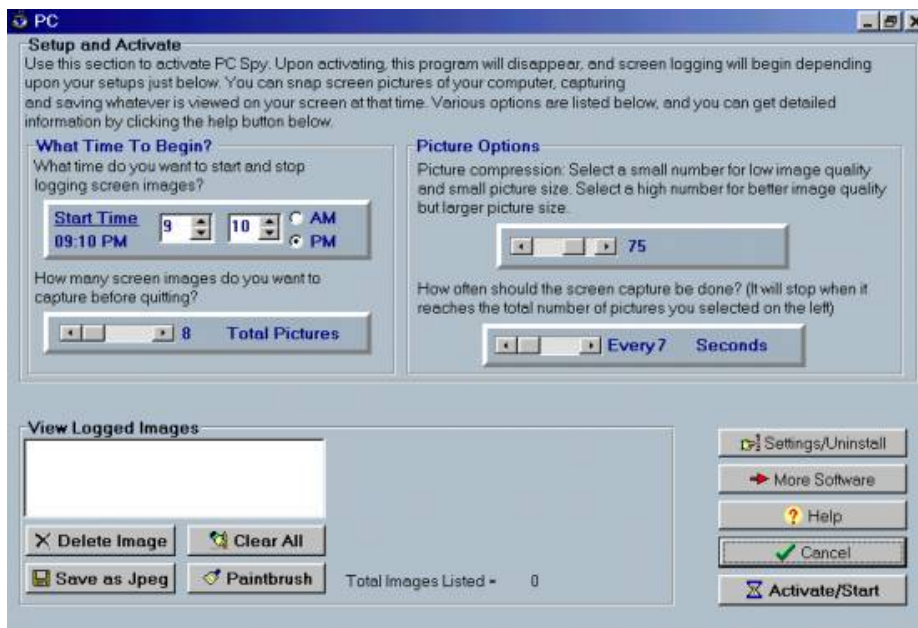 PC
Setup and Activate
Use this section to activate PC Spy. Upon activating, this program will disappear, and screen logging will begin depending
upon your setups just below. You can snap screen pictures of your computer, capturing
and saving whatever is viewed on your screen at that time. Various options are listed below, and you can get detailed
information by clicking the help button below.
What Time To Begin?
What time do you want to start and stop
logging screen images?
Start Time
09:10 PM
9
10
AM
PM
How many screen images do you want to
capture before quitting?
8 Total Pictures
Picture Options
Picture compression: Select a small number for low image quality
and small picture size. Select a high number for better image quality
but larger picture size.
75
How often should the screen capture be done? (It will stop when it
reaches the total number of pictures you selected on the left)
Every 7 Seconds
View Logged Images
Delete Image
Clear All
Save as Jpeg
Paintbrush
Total Images Listed = 0
Settings/Uninstall
More Software
Help
Cancel
Activate/Start